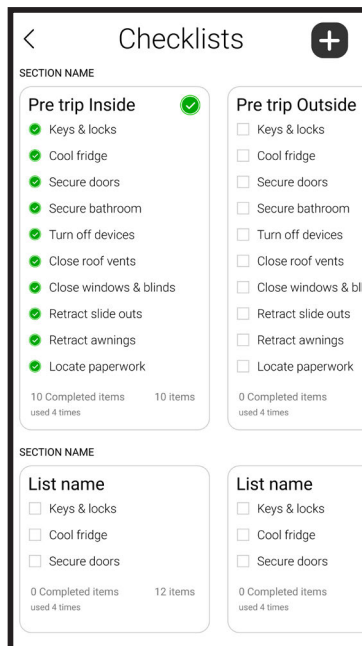 Checklists
SECTION NAME
Pre trip Inside
Keys & locks
Cool fridge
Secure doors
Secure bathroom
Turn off devices
Close roof vents
Close windows & blinds
Retract slide outs
Retract awnings
Locate paperwork
10 Completed items 10 items
used 4 times
Pre trip Outside
Keys & locks
Cool fridge
Secure doors
Secure bathroom
Turn off devices
Close roof vents
Close windows & bli
Retract slide outs
Retract awnings
Locate paperwork
0 Completed items
used 4 times
SECTION NAME
List name
Keys & locks
Cool fridge
Secure doors
0 Completed items 12 items
used 4 times
List name
Keys & locks
Cool fridge
Secure doors
0 Completed items
used 4 times